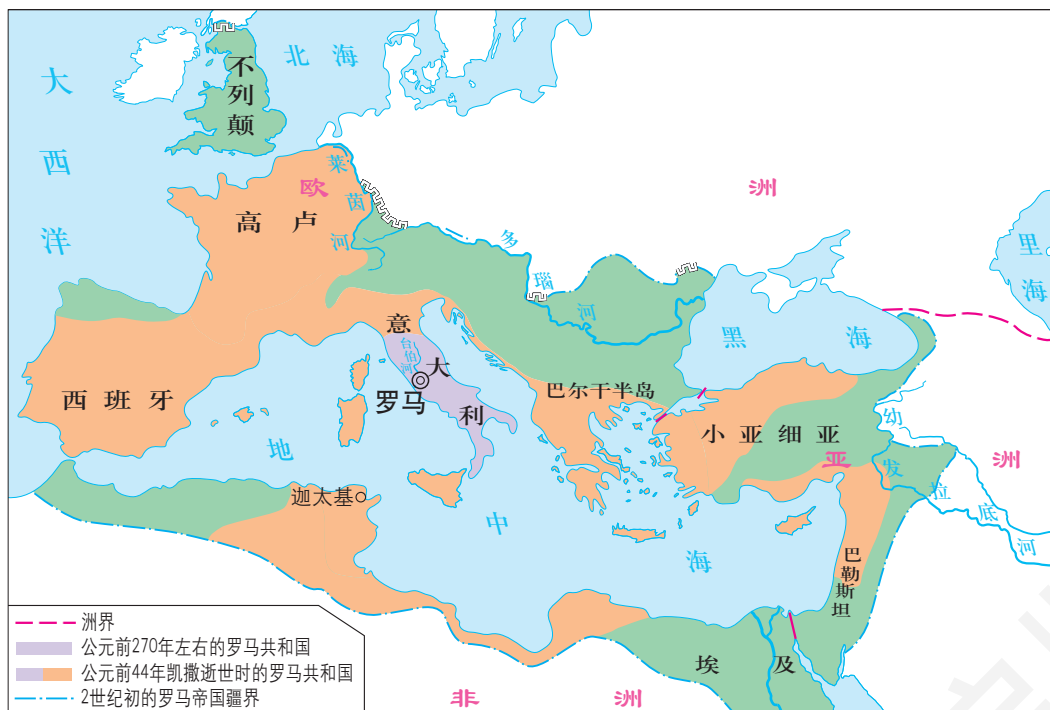 大西洋
北海
不列颠
莱茵河
欧洲
高卢
多瑙河
里海
黑海
意大利
台伯河
罗马
巴尔干半岛
西班牙
小亚细亚
亚洲
幼发拉底河
地中海
迦太基
巴勒斯坦
埃及
非洲
洲界
公元前270年左右的罗马共和国
公元前44年凯撒逝世时的罗马共和国
2世纪初的罗马帝国疆界